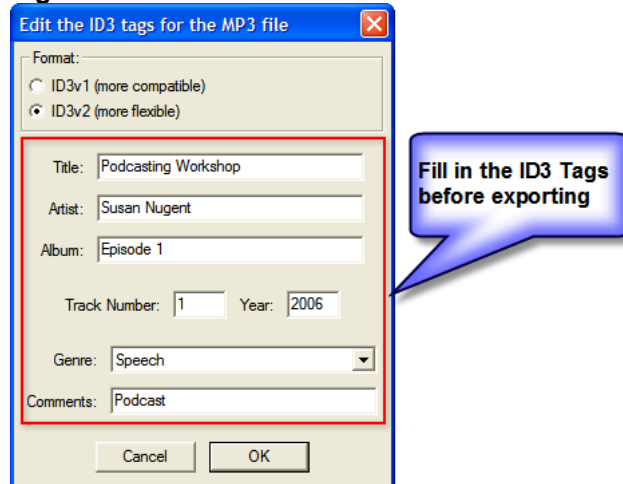 Edit the ID3 tags for the MP3 file
Format:
ID3v1 (more compatible)
ID3v2 (more flexible)
Title: Podcasting Workshop
Artist: Susan Nugent
Album: Episode 1
Track Number: 1 Year: 2006
Genre: Speech
Comments: Podcast
Cancel OK
Fill in the ID3 Tags
before exporting